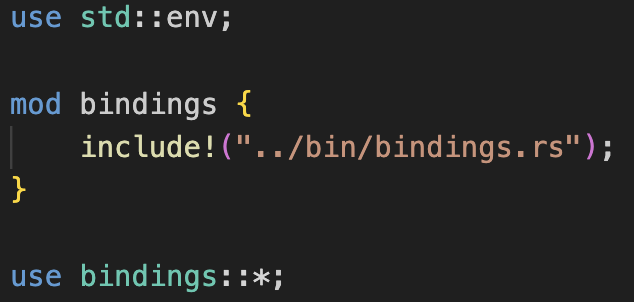 use std::env;
mod bindings {
include!("../bin/bindings.rs");
}
use bindings::*;